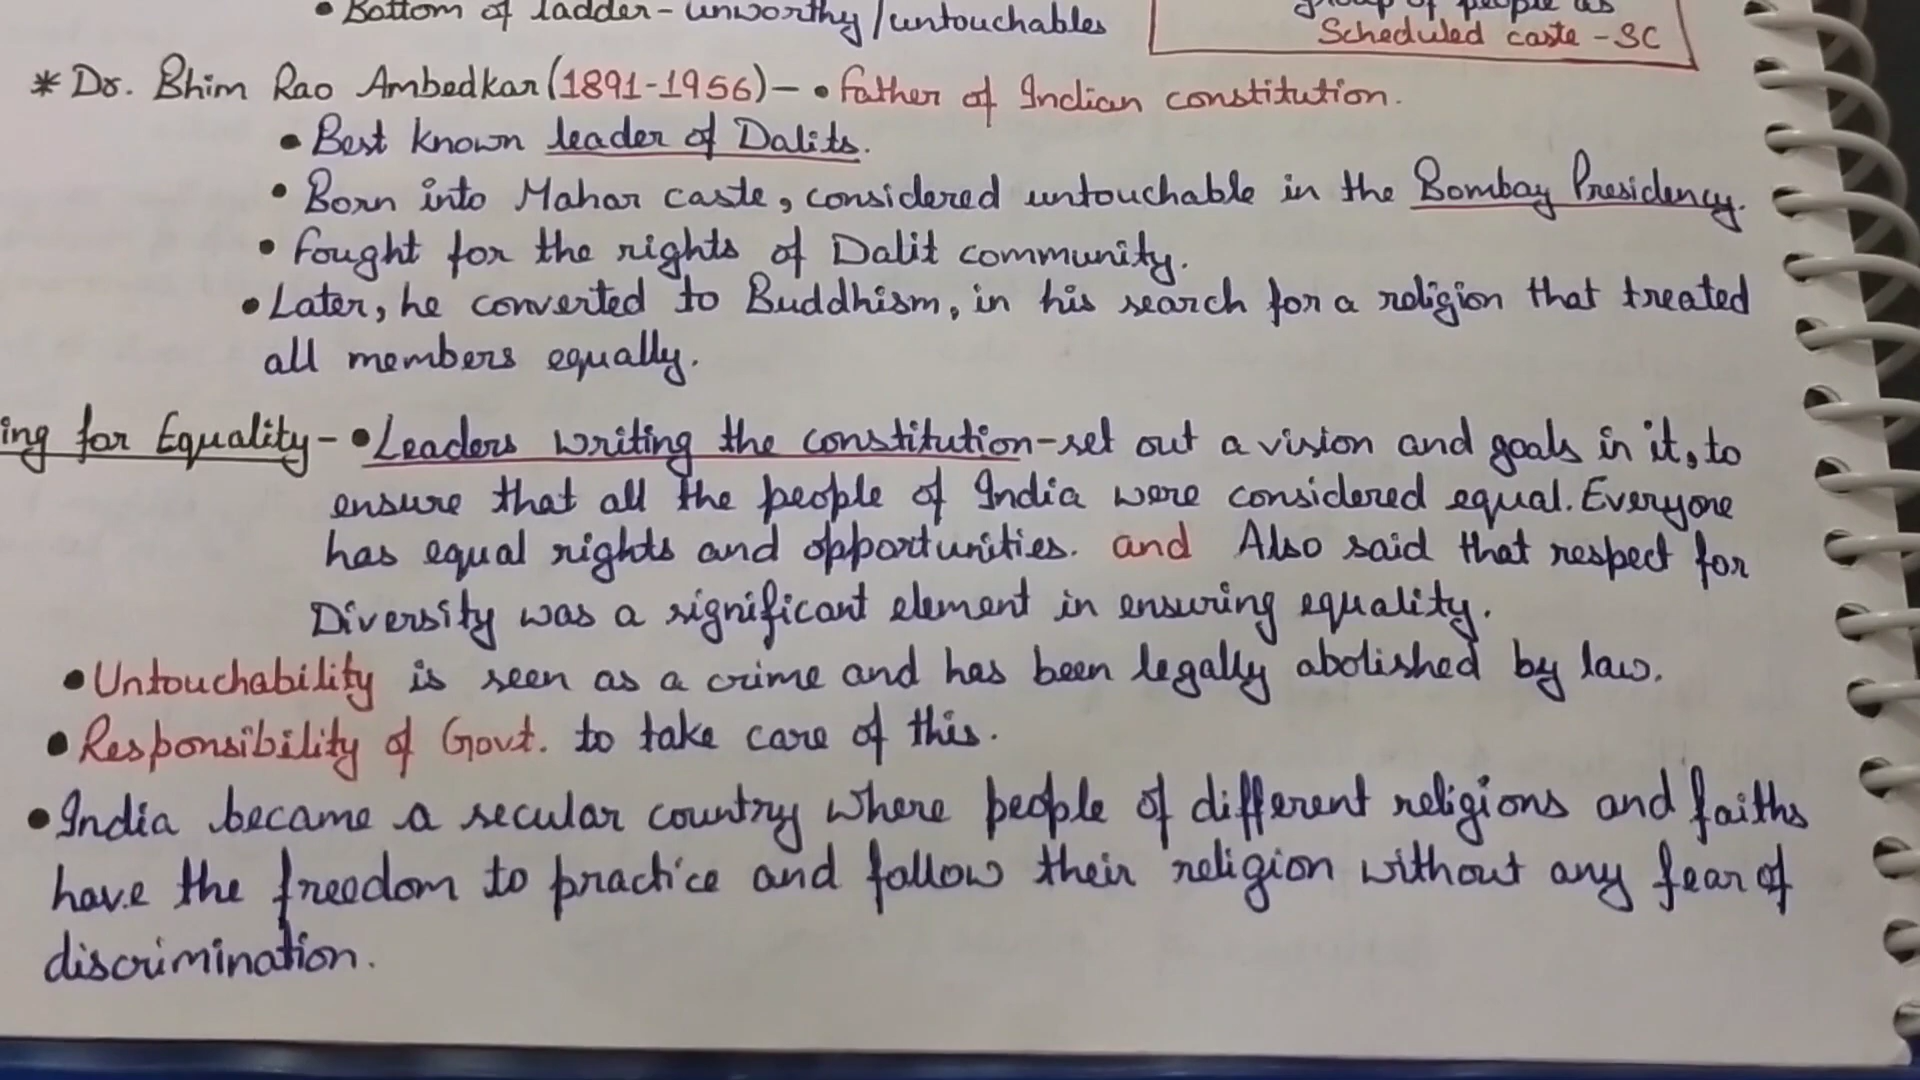 • Bottom of ladder - unworthy/untouchables
group of people as
Scheduled caste - SC
* Dr. Bhim Rao Ambedkar (1891-1956) - • Father of Indian constitution.
• Best known leader of Dalits.
• Born into Mahar caste, considered untouchable in the Bombay Presidency.
• Fought for the rights of Dalit community.
• Later, he converted to Buddhism, in his search for a religion that treated
all members equally.
ing for Equality - • Leaders writing the constitution - set out a vision and goals in it, to
ensure that all the people of India were considered equal. Everyone
has equal rights and opportunities. and Also said that respect for
Diversity was a significant element in ensuring equality.
• Untouchability is seen as a crime and has been legally abolished by law.
• Responsibility of Govt. to take care of this.
• India became a secular country where people of different religions and faiths
have the freedom to practice and follow their religion without any fear of
discrimination.